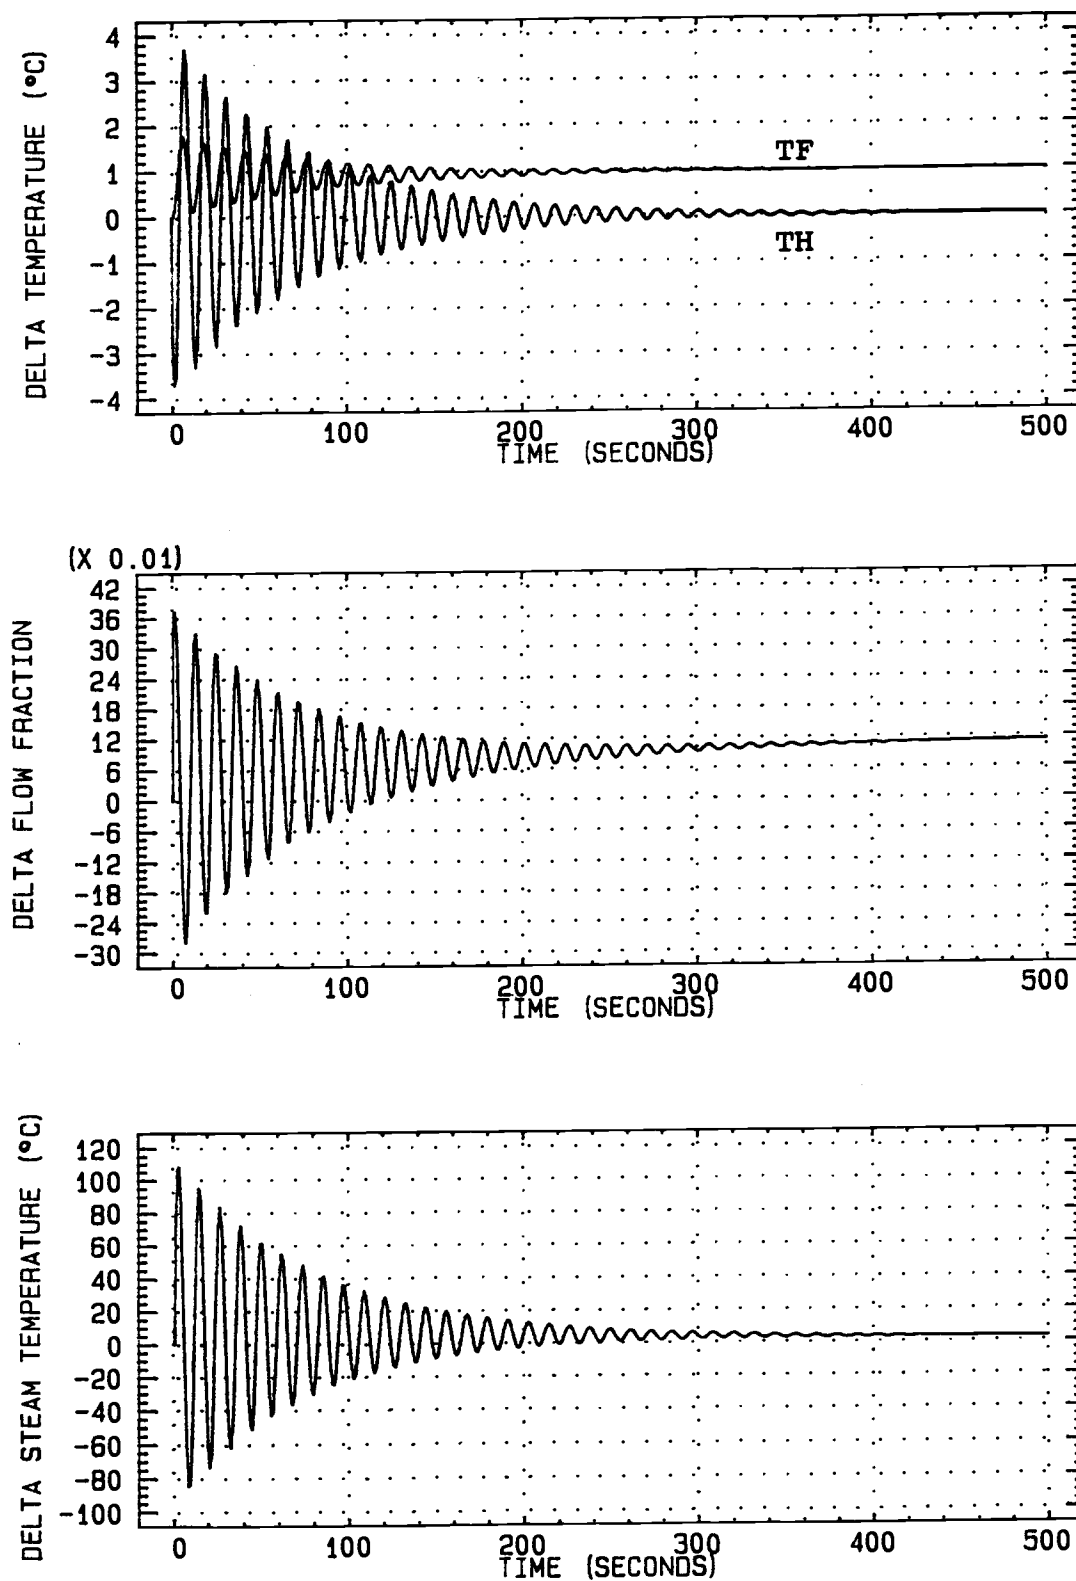 DELTA TEMPERATURE (°C)
4
3
2
1
0
-1
-2
-3
-4
TF
TH
0 100 200 300 400 500
TIME (SECONDS)
(X 0.01)
DELTA FLOW FRACTION
42
36
30
24
18
12
6
0
-6
-12
-18
-24
-30
0 100 200 300 400 500
TIME (SECONDS)
DELTA STEAM TEMPERATURE (°C)
120
100
80
60
40
20
0
-20
-40
-60
-80
-100
0 100 200 300 400 500
TIME (SECONDS)